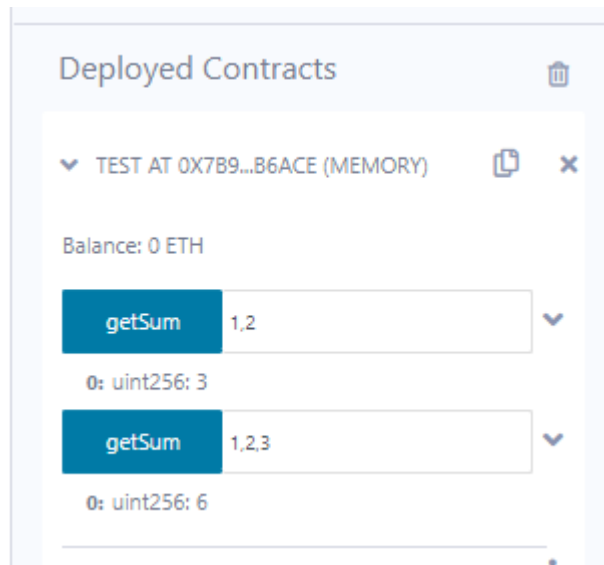 Deployed Contracts
TEST AT 0X7B9...B6ACE (MEMORY)
Balance: 0 ETH
getSum 1,2
0: uint256: 3
getSum 1,2,3
0: uint256: 6